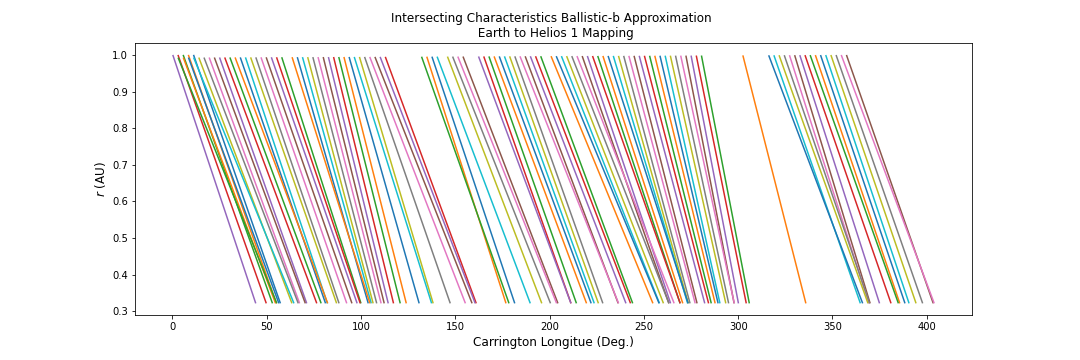 Intersecting Characteristics Ballistic-b Approximation
Earth to Helios 1 Mapping
r (AU)
1.0
0.9
0.8
0.7
0.6
0.5
0.4
0.3
0 50 100 150 200 250 300 350 400
Carrington Longitue (Deg.)